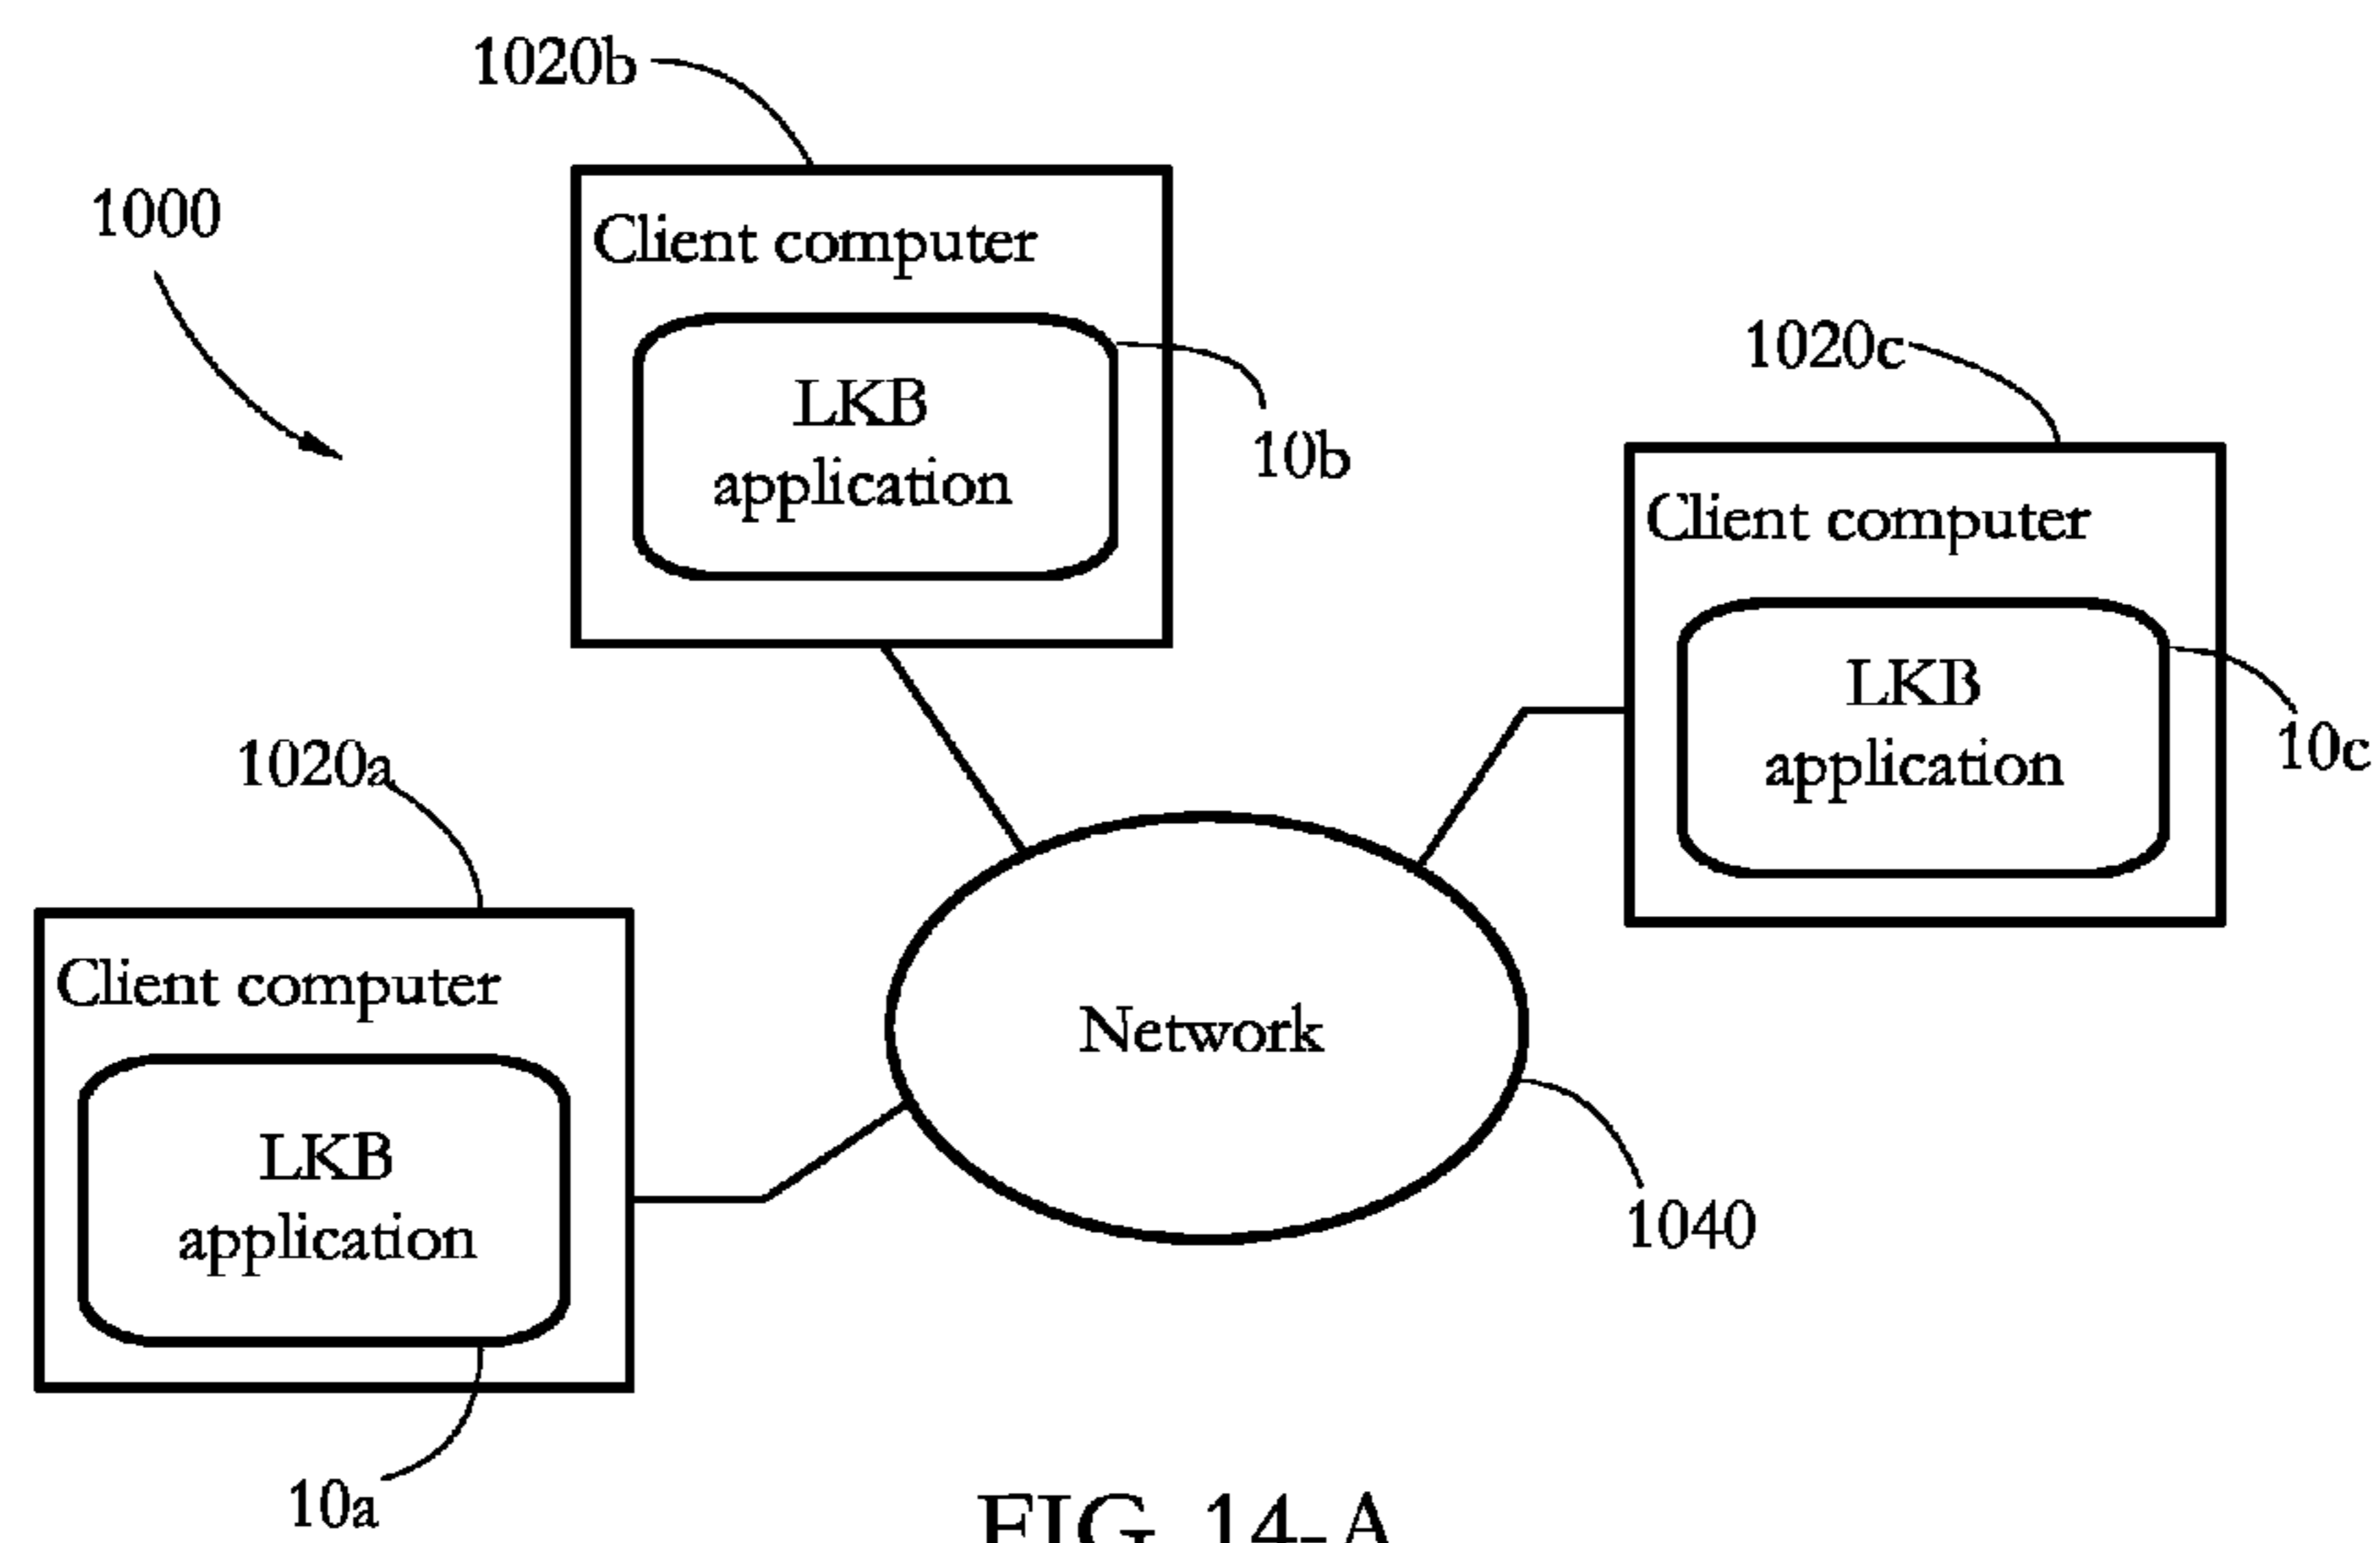 1020b
1000
Client computer
LKB
application
10b
1020c
Client computer
LKB
application
10c
1020a
Client computer
LKB
application
10a
Network
1040
FIG. 14-A